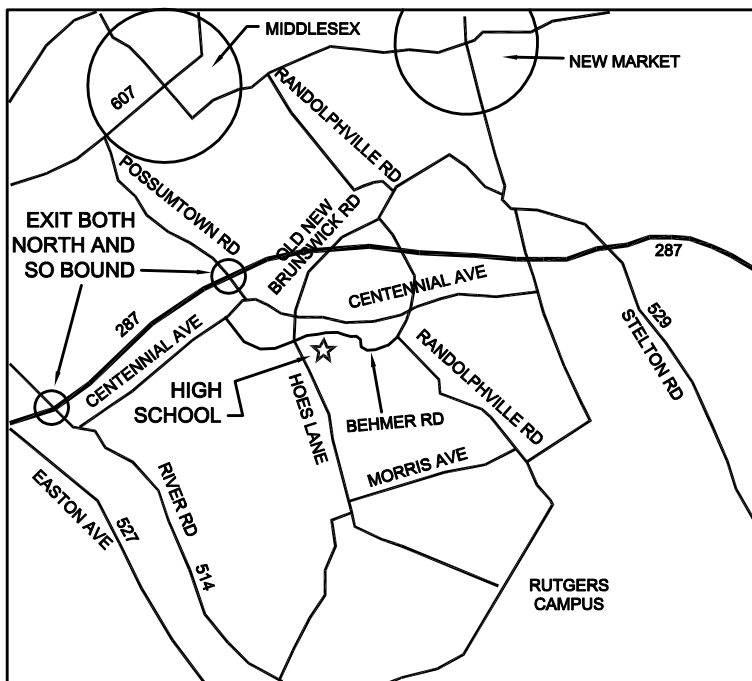 MIDDLESEX
NEW MARKET
607
RANDOLPHVILLE RD
POSSUMTOWN RD
EXIT BOTH
NORTH AND
SO BOUND
OLD NEW
BRUNSWICK RD
287
CENTENNIAL AVE
287
CENTENNIAL AVE
529
STELTON RD
HIGH
SCHOOL
HOES LANE
BEHMER RD
RANDOLPHVILLE RD
MORRIS AVE
EASTON AVE
527
RIVER RD
514
RUTGERS
CAMPUS